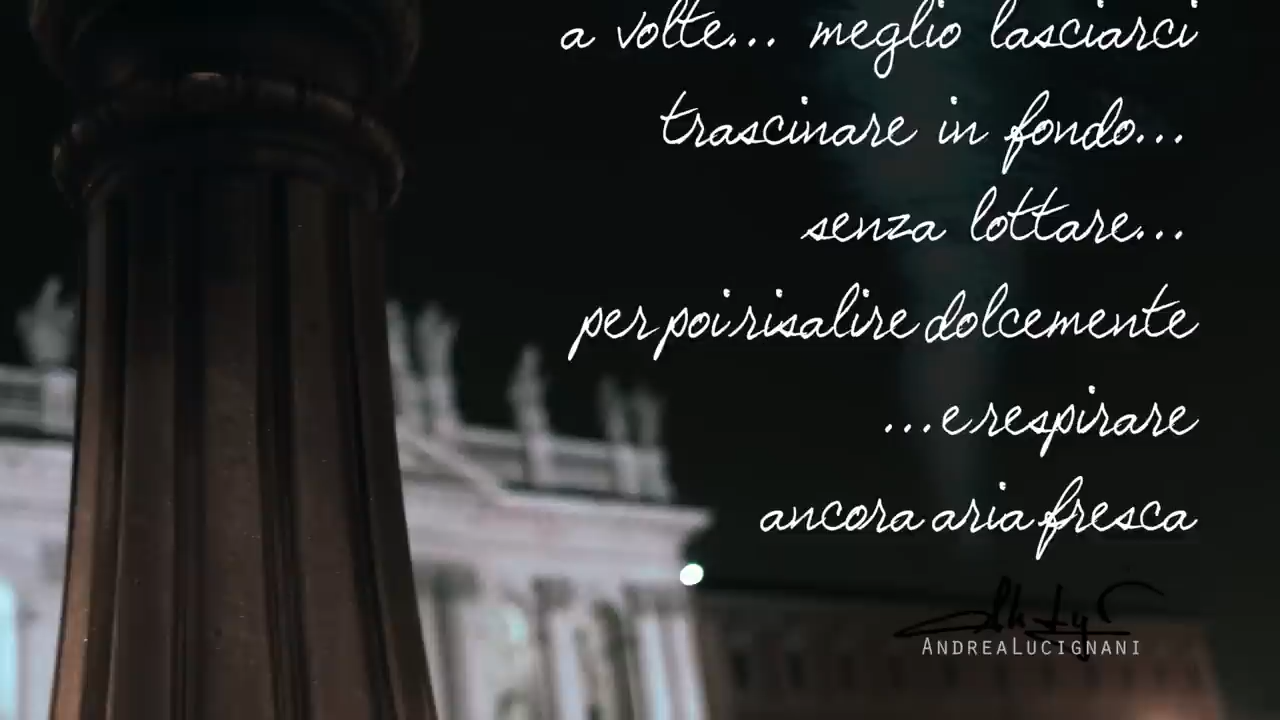 a volte... meglio lasciarci
trascinare in fondo...
senza lottare...
per poi risalire dolcemente
...e respirare
ancora aria fresca
AndreaLucignani